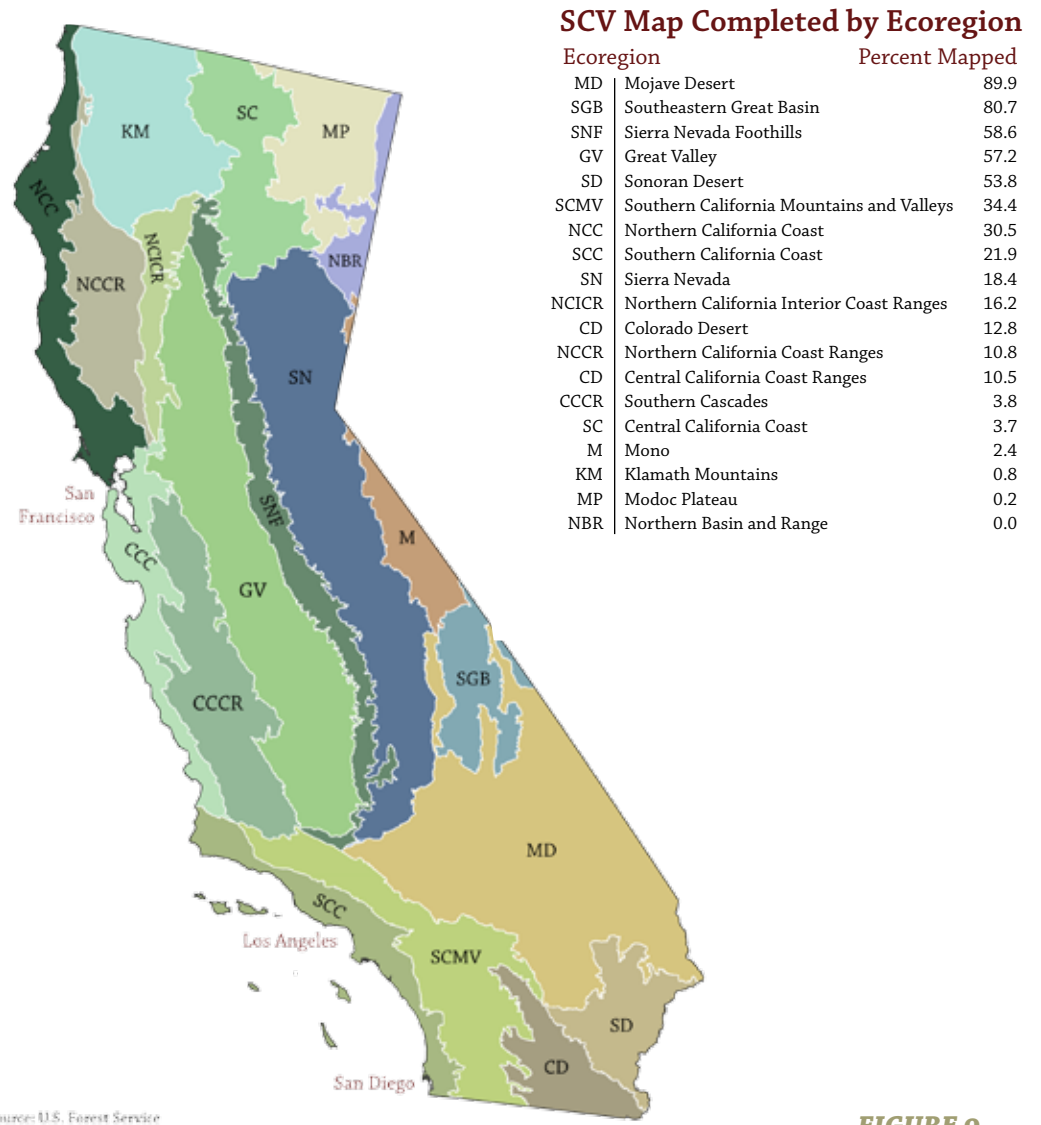 SCV Map Completed by Ecoregion
Ecoregion Percent Mapped
MD Mojave Desert 89.9
SGB Southeastern Great Basin 80.7
SNF Sierra Nevada Foothills 58.6
GV Great Valley 57.2
SD Sonoran Desert 53.8
SCMV Southern California Mountains and Valleys 34.4
NCC Northern California Coast 30.5
SCC Southern California Coast 21.9
SN Sierra Nevada 18.4
NCICR Northern California Interior Coast Ranges 16.2
CD Colorado Desert 12.8
NCCR Northern California Coast Ranges 10.8
CD Central California Coast Ranges 10.5
CCCR Southern Cascades 3.8
SC Central California Coast 3.7
M Mono 2.4
KM Klamath Mountains 0.8
MP Modoc Plateau 0.2
NBR Northern Basin and Range 0.0
KM
SC
MP
NCC
NCICR
NBR
NCCR
SN
San
Francisco
SNF
M
CCC
GV
SGB
CCCR
MD
SCC
Los Angeles
SCMV
SD
CD
San Diego
U.S. Forest Service